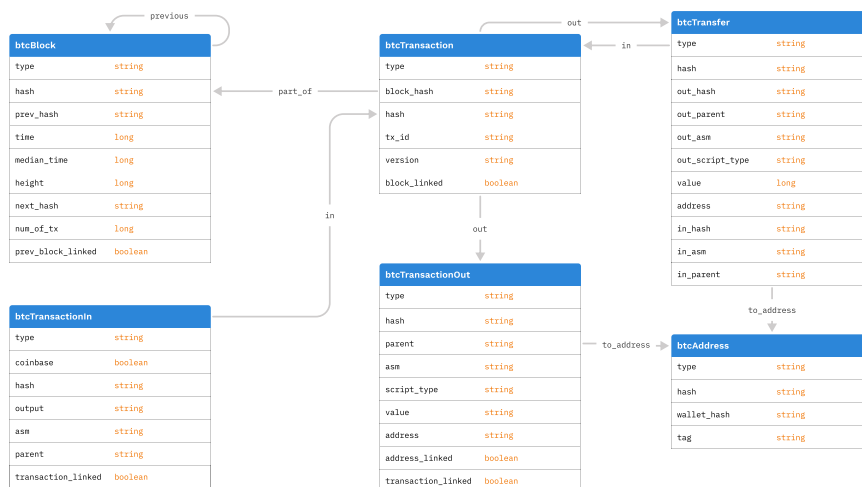 previous
btcBlock
type string
hash string
prev_hash string
time long
median_time long
height long
next_hash string
num_of_tx long
prev_block_linked boolean
part_of
btcTransaction
type string
block_hash string
hash string
tx_id string
version string
block_linked boolean
out
in
btcTransfer
type string
hash string
out_hash string
out_parent string
out_asm string
out_script_type string
value long
address string
in_hash string
in_asm string
in_parent string
in
out
to_address
btcTransactionIn
type string
coinbase boolean
hash string
output string
asm string
parent string
transaction_linked boolean
btcTransactionOut
type string
hash string
parent string
asm string
script_type string
value string
address string
address_linked boolean
transaction_linked boolean
to_address
btcAddress
type string
hash string
wallet_hash string
tag string